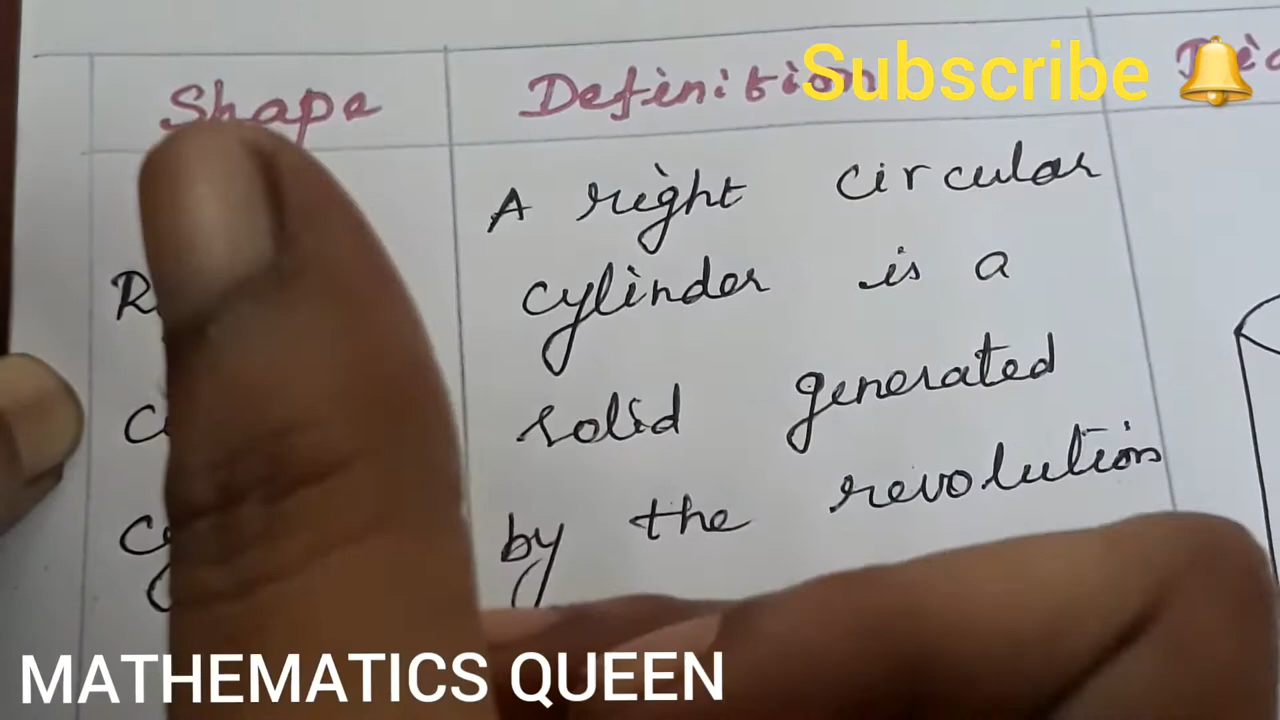 Shape Definition
Subscribe
A right circular
cylinder is a
solid generated
by the revolution
MATHEMATICS QUEEN